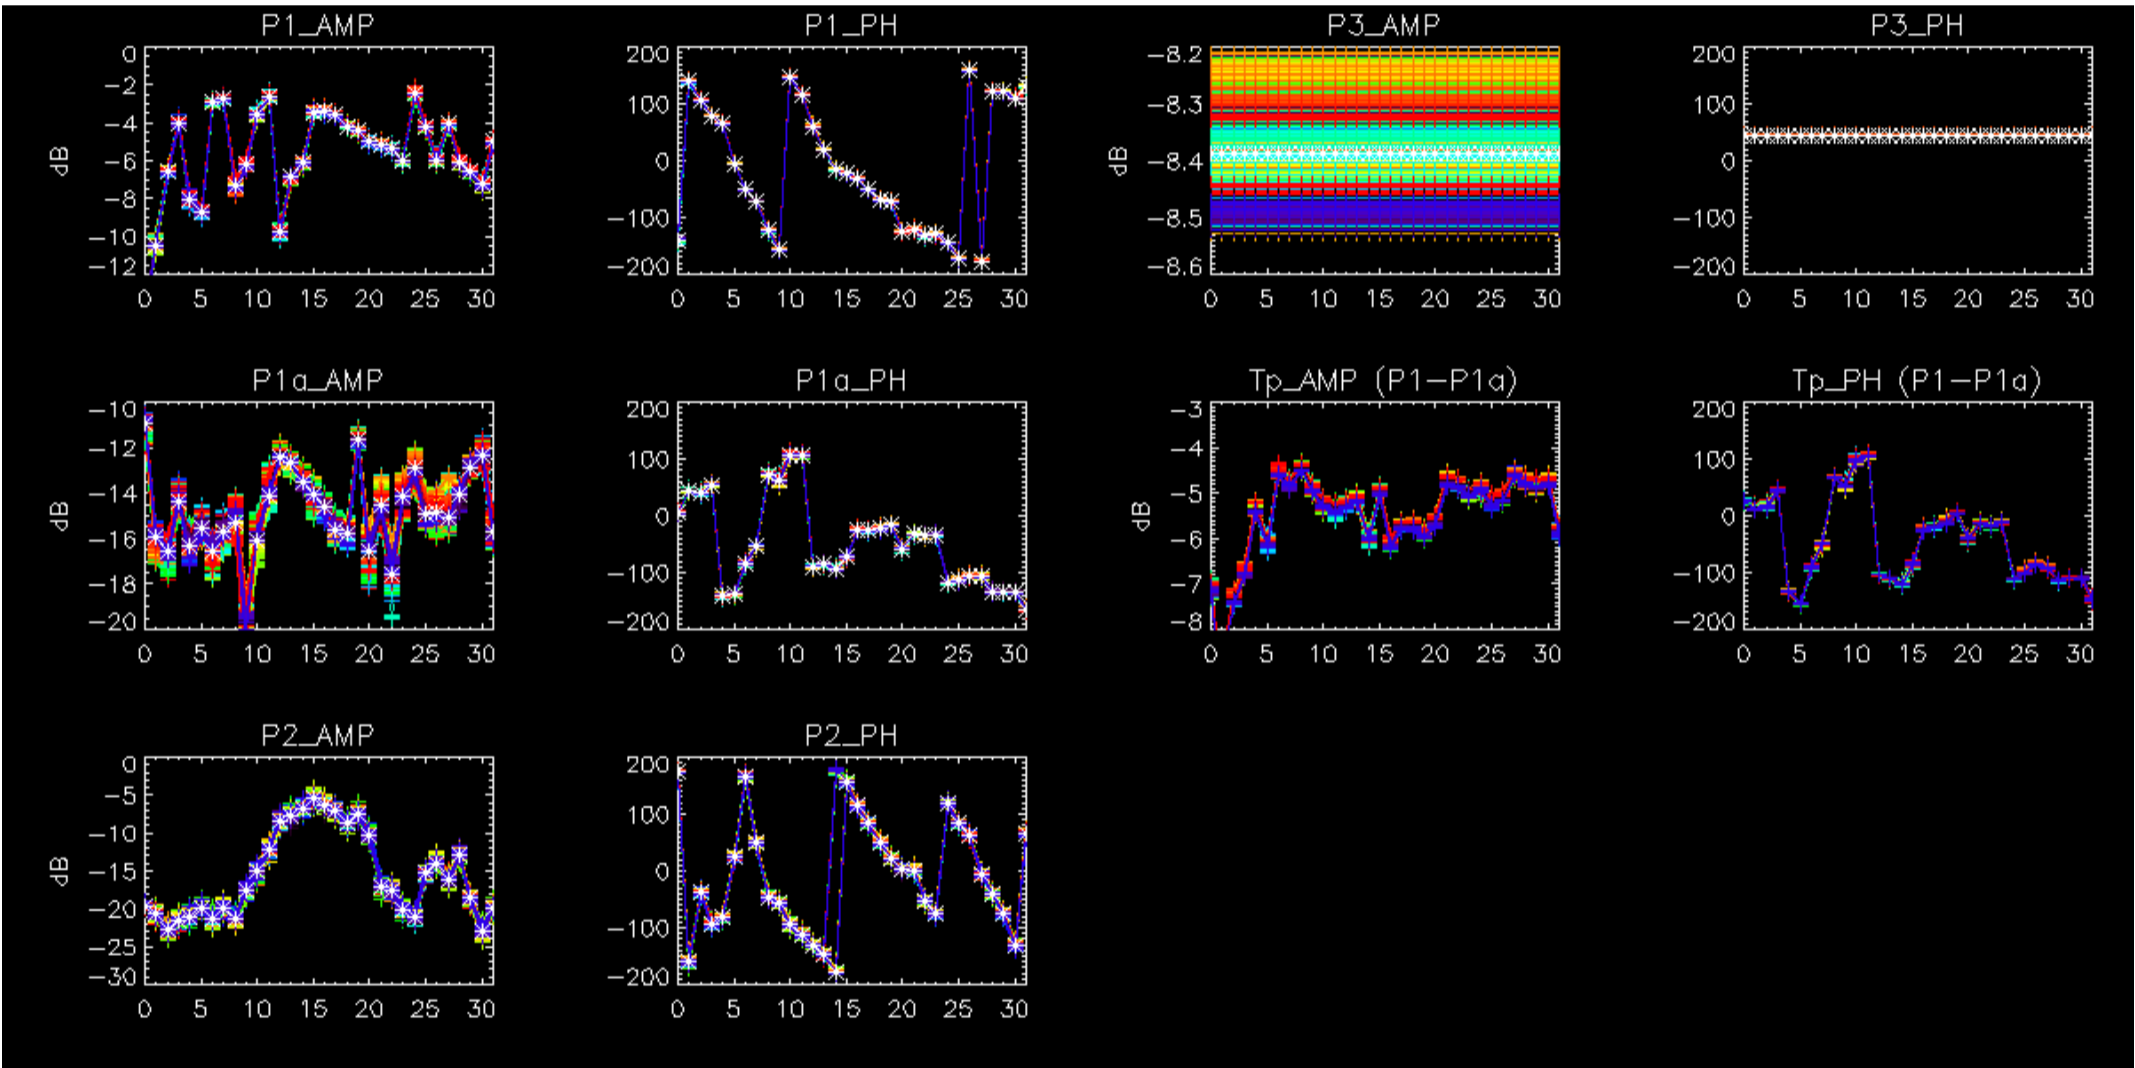 P1_AMP
P1_PH
P3_AMP
P3_PH
0
−2
−4
−6
−8
−10
−12
dB
0 5 10 15 20 25 30
200
100
0
−100
−200
0 5 10 15 20 25 30
−8.2
−8.3
−8.4
−8.5
−8.6
dB
0 5 10 15 20 25 30
200
100
0
−100
−200
0 5 10 15 20 25 30
P1a_AMP
P1a_PH
Tp_AMP (P1−P1a)
Tp_PH (P1−P1a)
−10
−12
−14
−16
−18
−20
dB
0 5 10 15 20 25 30
200
100
0
−100
−200
0 5 10 15 20 25 30
−3
−4
−5
−6
−7
−8
dB
0 5 10 15 20 25 30
200
100
0
−100
−200
0 5 10 15 20 25 30
P2_AMP
P2_PH
0
−5
−10
−15
−20
−25
−30
dB
0 5 10 15 20 25 30
200
100
0
−100
−200
0 5 10 15 20 25 30